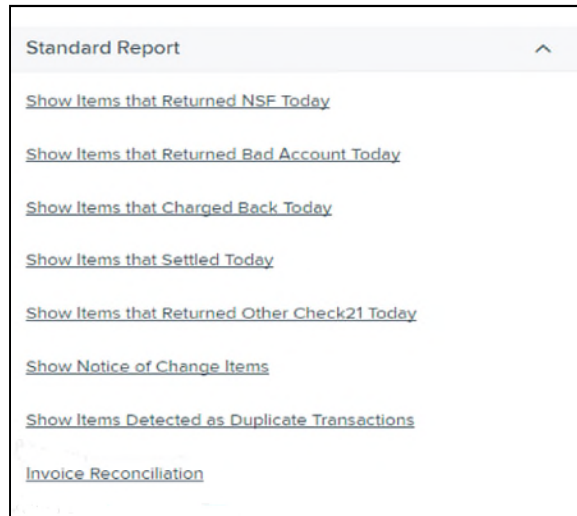 Standard Report
Show Items that Returned NSF Today
Show Items that Returned Bad Account Today
Show Items that Charged Back Today
Show Items that Settled Today
Show Items that Returned Other Check21 Today
Show Notice of Change Items
Show Items Detected as Duplicate Transactions
Invoice Reconciliation